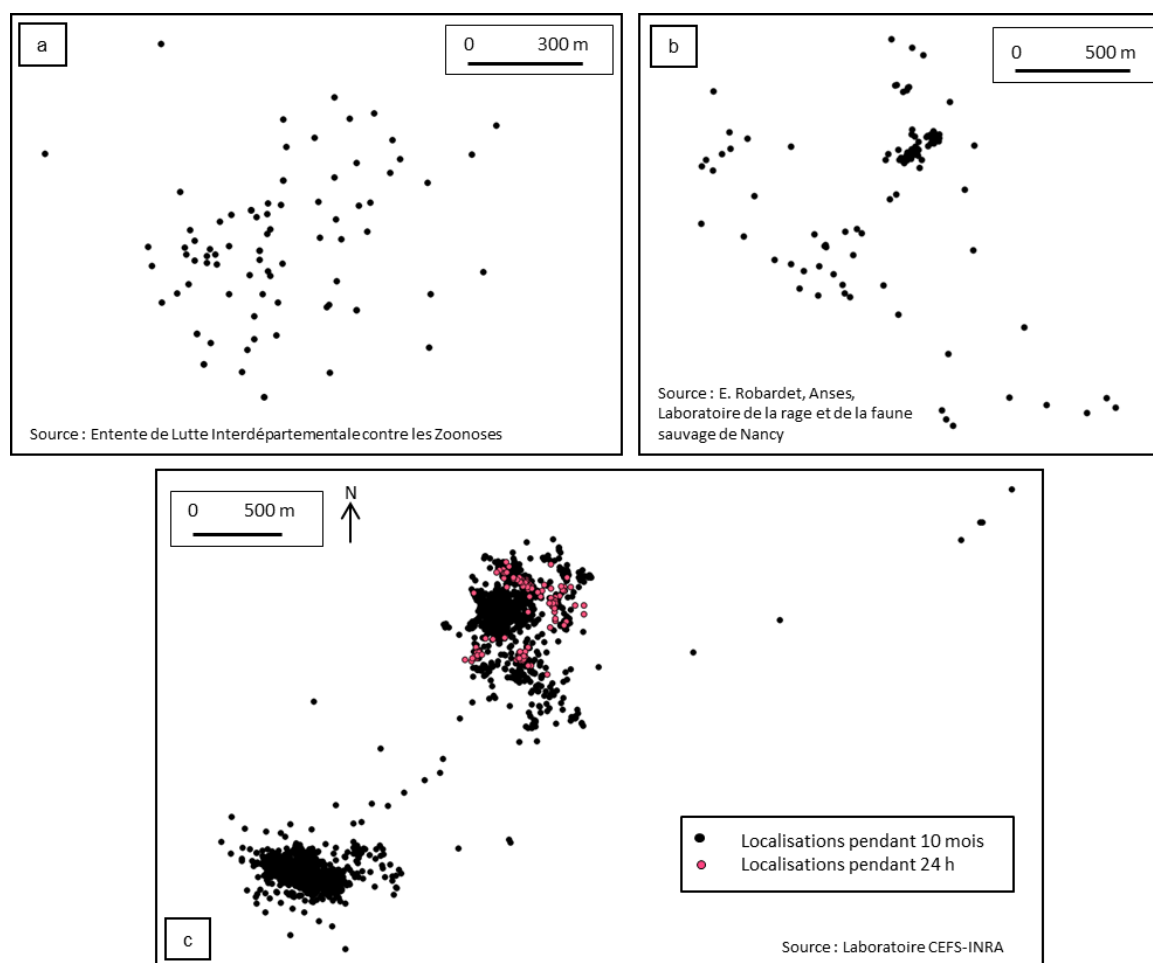 a
0 300 m
Source : Entente de Lutte Interdépartementale contre les Zoonoses
b
0 500 m
Source : E. Robardet, Anses,
Laboratoire de la rage et de la faune
sauvage de Nancy
0 500 m
N
Localisations pendant 10 mois
Localisations pendant 24 h
c
Source : Laboratoire CEFS-INRA